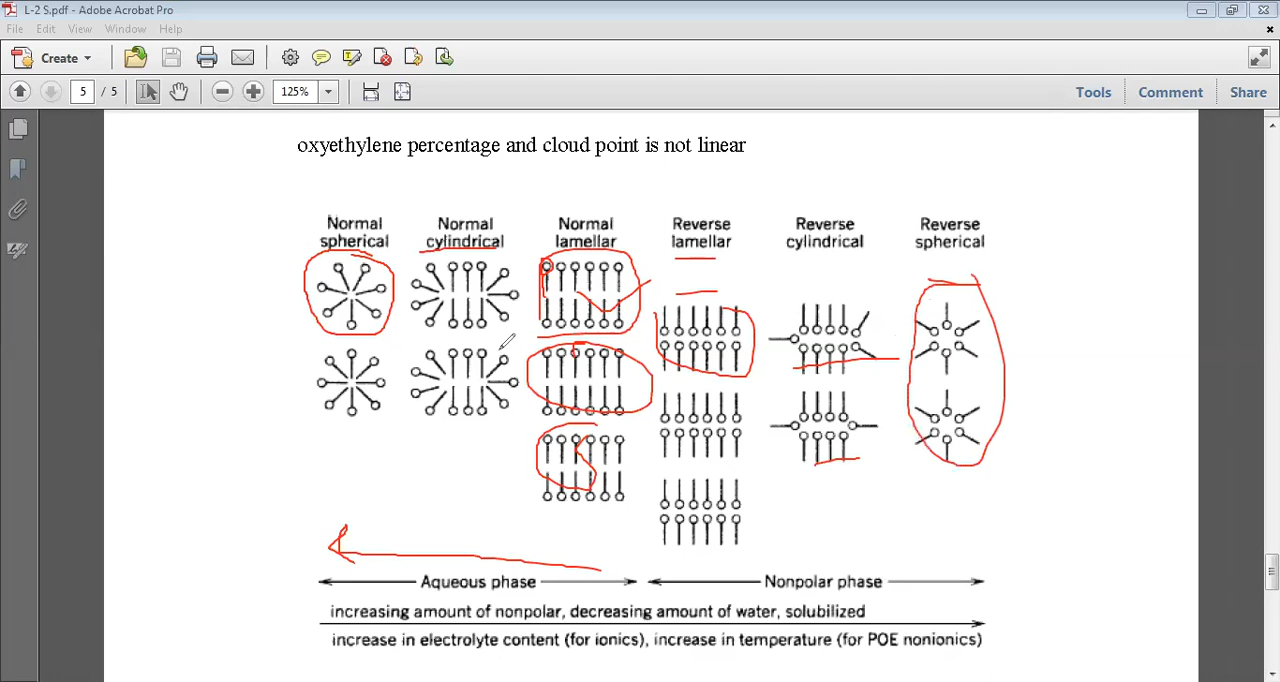 L-2 S.pdf - Adobe Acrobat Pro
File Edit View Window Help
Create
5 / 5 125% Tools Comment Share
oxyethylene percentage and cloud point is not linear
Normal spherical
Normal cylindrical
Normal lamellar
Reverse lamellar
Reverse cylindrical
Reverse spherical
Aqueous phase Nonpolar phase
increasing amount of nonpolar, decreasing amount of water, solubilized
increase in electrolyte content (for ionics), increase in temperature (for POE nonionics)